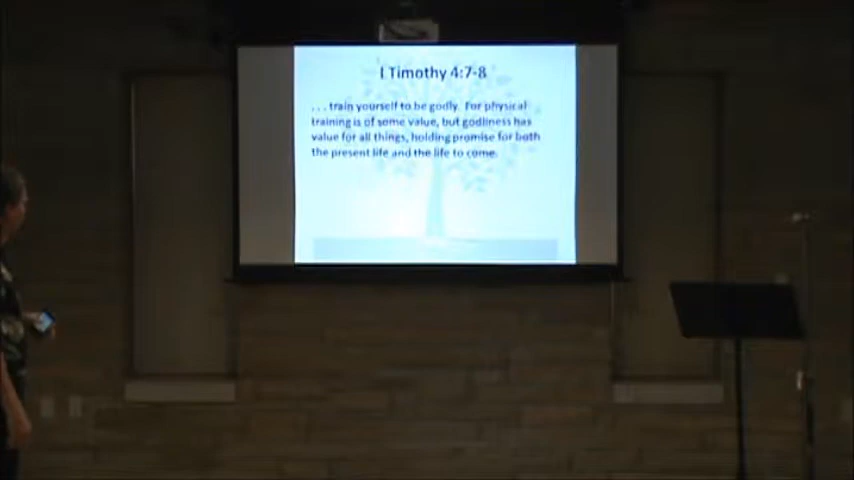 I Timothy 4:7-8
. . . train yourself to be godly. For physical
training is of some value, but godliness has
value for all things, holding promise for both
the present life and the life to come.